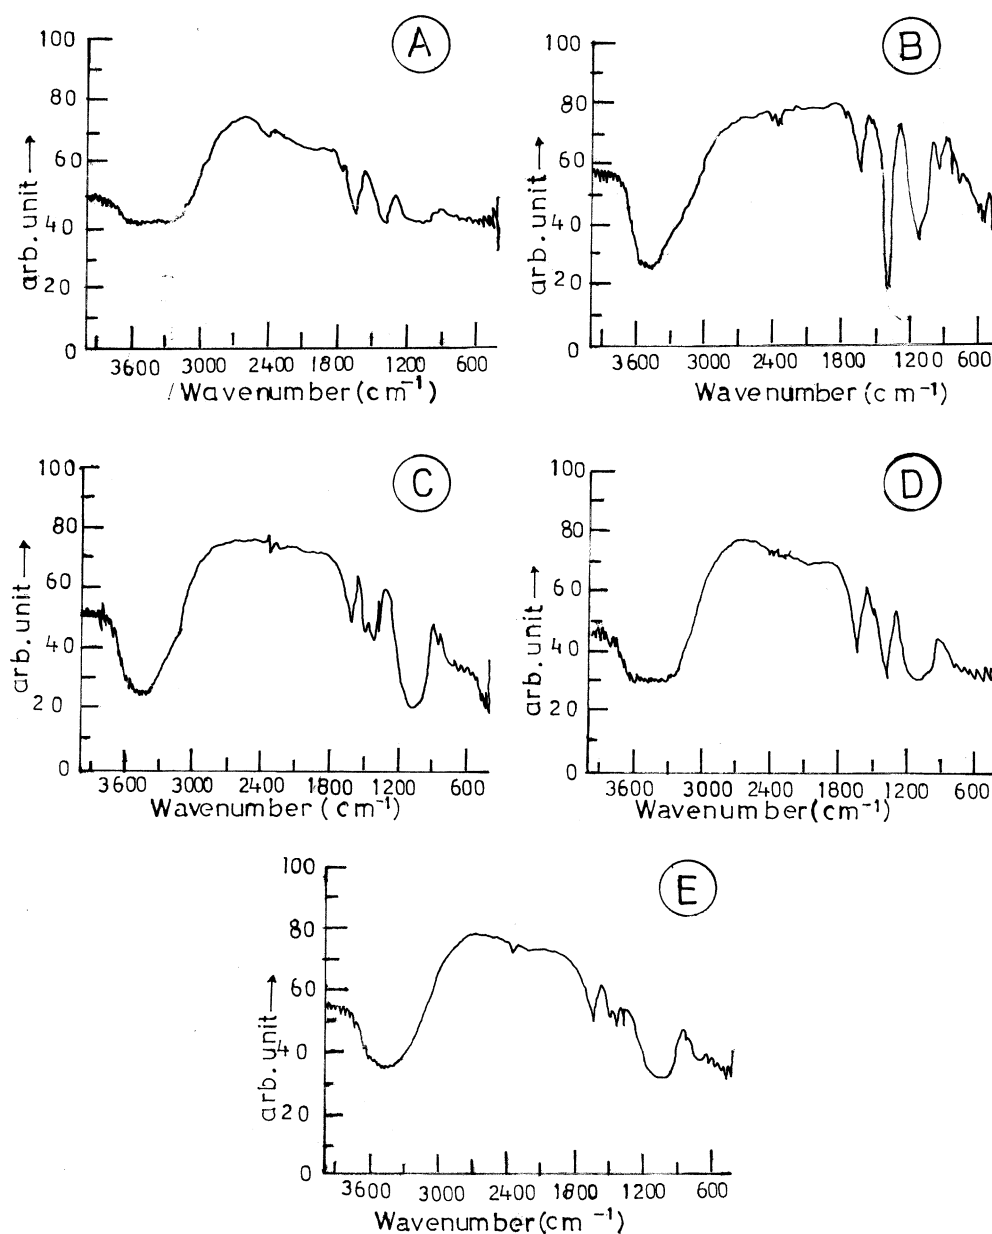 A
100
80
60
40
20
0
arb. unit
3600 3000 2400 1800 1200 600
Wavenumber (cm⁻¹)
B
100
80
60
40
20
0
arb. unit
3600 3000 2400 1800 1200 600
Wavenumber (c m⁻¹)
C
100
80
60
40
20
0
arb. unit
3600 3000 2400 1800 1200 600
Wavenumber ( cm⁻¹)
D
100
80
60
40
20
0
arb. unit
3600 3000 2400 1800 1200 600
Wavenumber(cm⁻¹)
E
100
80
60
40
20
0
arb. unit
3600 3000 2400 1800 1200 600
Wavenumber(cm ⁻¹)